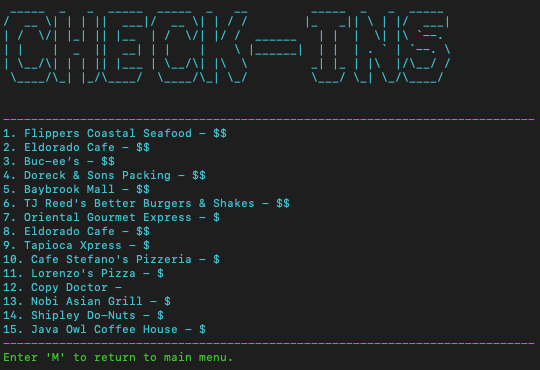 CHECK-INS
1. Flippers Coastal Seafood – $$
2. Eldorado Cafe – $$
3. Buc-ee’s – $$
4. Doreck & Sons Packing – $$
5. Baybrook Mall – $$
6. TJ Reed's Better Burgers & Shakes – $$
7. Oriental Gourmet Express – $
8. Eldorado Cafe – $$
9. Tapioca Xpress – $
10. Cafe Stefano's Pizzeria – $
11. Lorenzo's Pizza – $
12. Copy Doctor –
13. Nobi Asian Grill – $
14. Shipley Do-Nuts – $
15. Java Owl Coffee House – $
Enter 'M' to return to main menu.